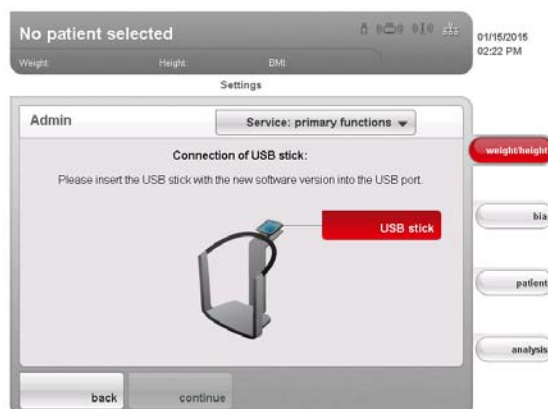 No patient selected
01/15/2015
02:22 PM
Weight: Height: BMI:
Settings
Admin
Service: primary functions
Connection of USB stick:
Please insert the USB stick with the new software version into the USB port.
USB stick
weight/height
bia
patient
analysis
back
continue